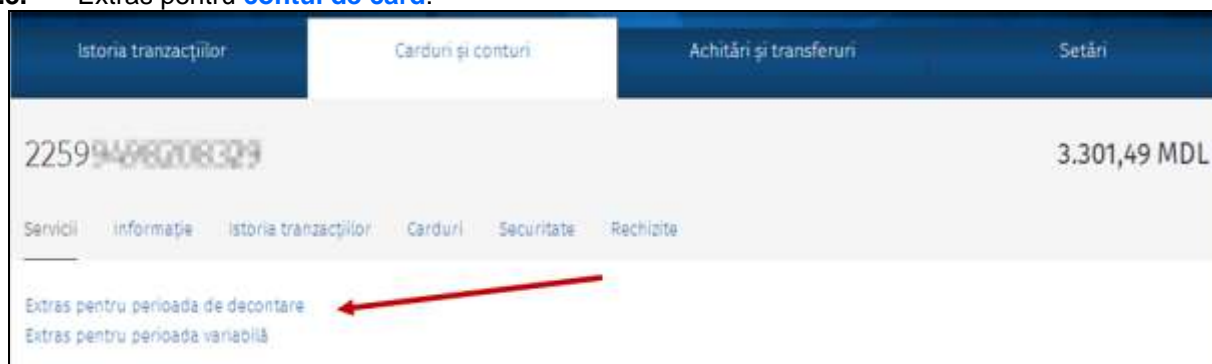 Extras pentru contul de card.
Istoria tranzacțiilor Carduri și conturi Achitări și transferuri Setări
2259 3.301,49 MDL
Servicii Informație Istoria tranzacțiilor Carduri Securitate Rechizite
Extras pentru perioada de decontare
Extras pentru perioada variabilă